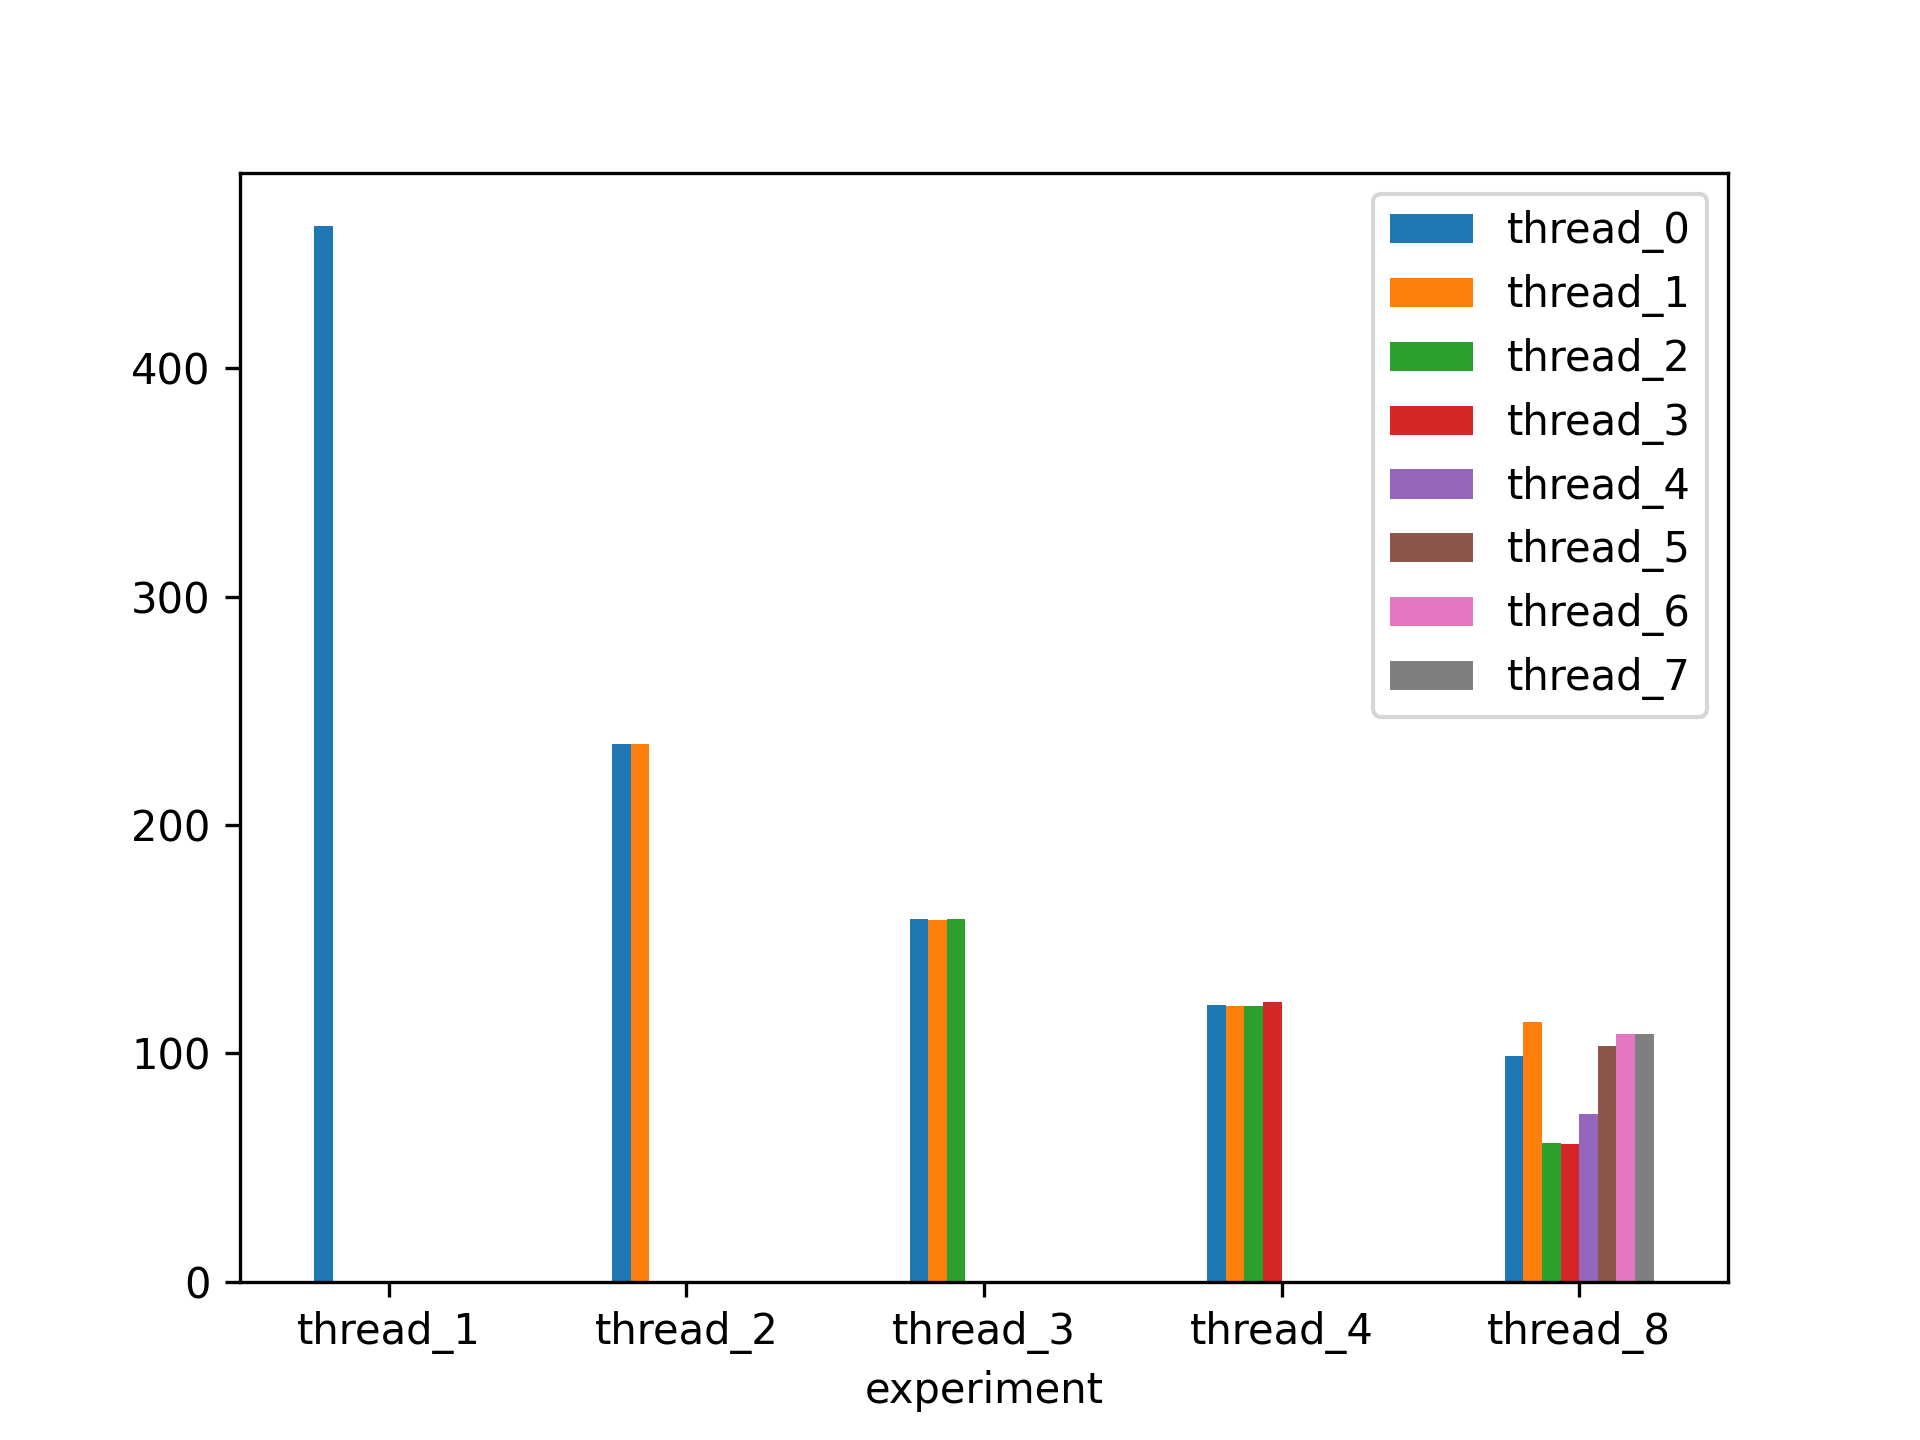 400
300
200
100
0
thread_0
thread_1
thread_2
thread_3
thread_4
thread_5
thread_6
thread_7
thread_1 thread_2 thread_3 thread_4 thread_8
experiment